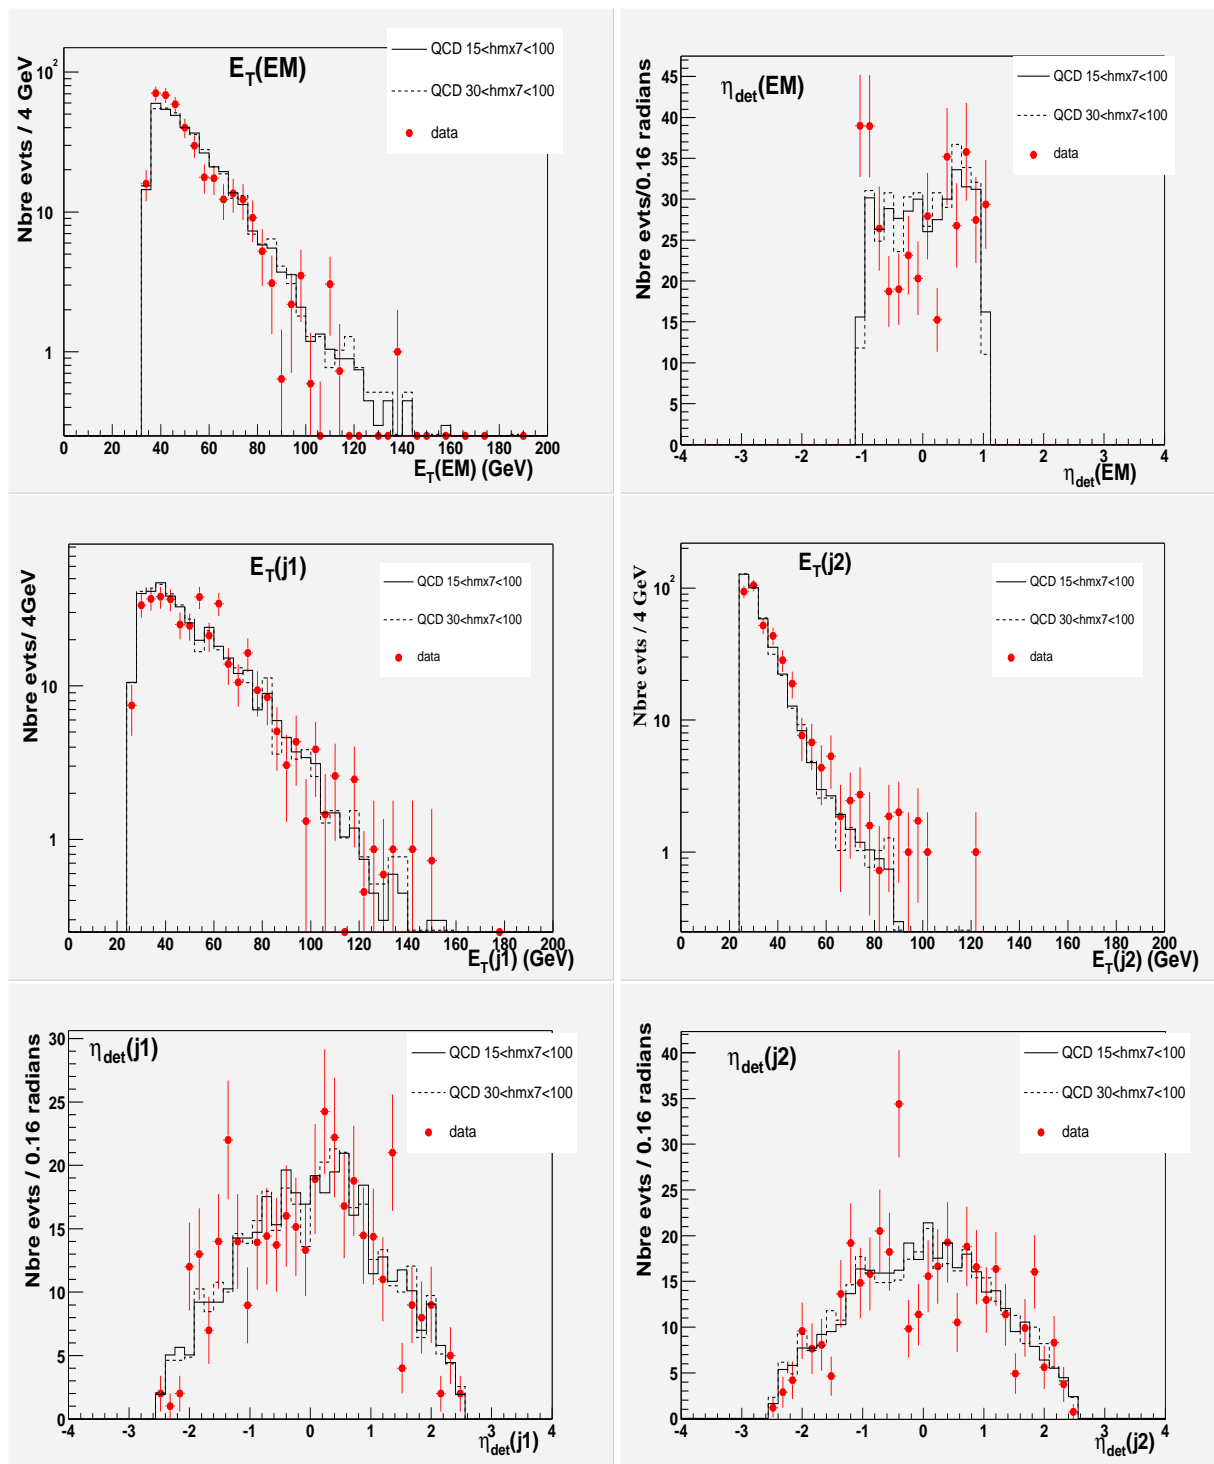 E_T(EM)
QCD 15<hmx7<100
QCD 30<hmx7<100
data
Nbre evts / 4 GeV
10^2
10
1
0 20 40 60 80 100 120 140 160 180 200
E_T(EM) (GeV)
η_det(EM)
QCD 15<hmx7<100
QCD 30<hmx7<100
data
Nbre evts/0.16 radians
45
40
35
30
25
20
15
10
5
0
-4 -3 -2 -1 0 1 2 3 4
η_det(EM)
E_T(j1)
QCD 15<hmx7<100
QCD 30<hmx7<100
data
Nbre evts/ 4GeV
10
1
0 20 40 60 80 100 120 140 160 180 200
E_T(j1) (GeV)
E_T(j2)
QCD 15<hmx7<100
QCD 30<hmx7<100
data
Nbre evts / 4 GeV
10^2
10
1
0 20 40 60 80 100 120 140 160 180 200
E_T(j2) (GeV)
η_det(j1)
QCD 15<hmx7<100
QCD 30<hmx7<100
data
Nbre evts / 0.16 radians
30
25
20
15
10
5
0
-4 -3 -2 -1 0 1 2 3 4
η_det(j1)
η_det(j2)
QCD 15<hmx7<100
QCD 30<hmx7<100
data
Nbre evts / 0.16 radians
40
35
30
25
20
15
10
5
0
-4 -3 -2 -1 0 1 2 3 4
η_det(j2)